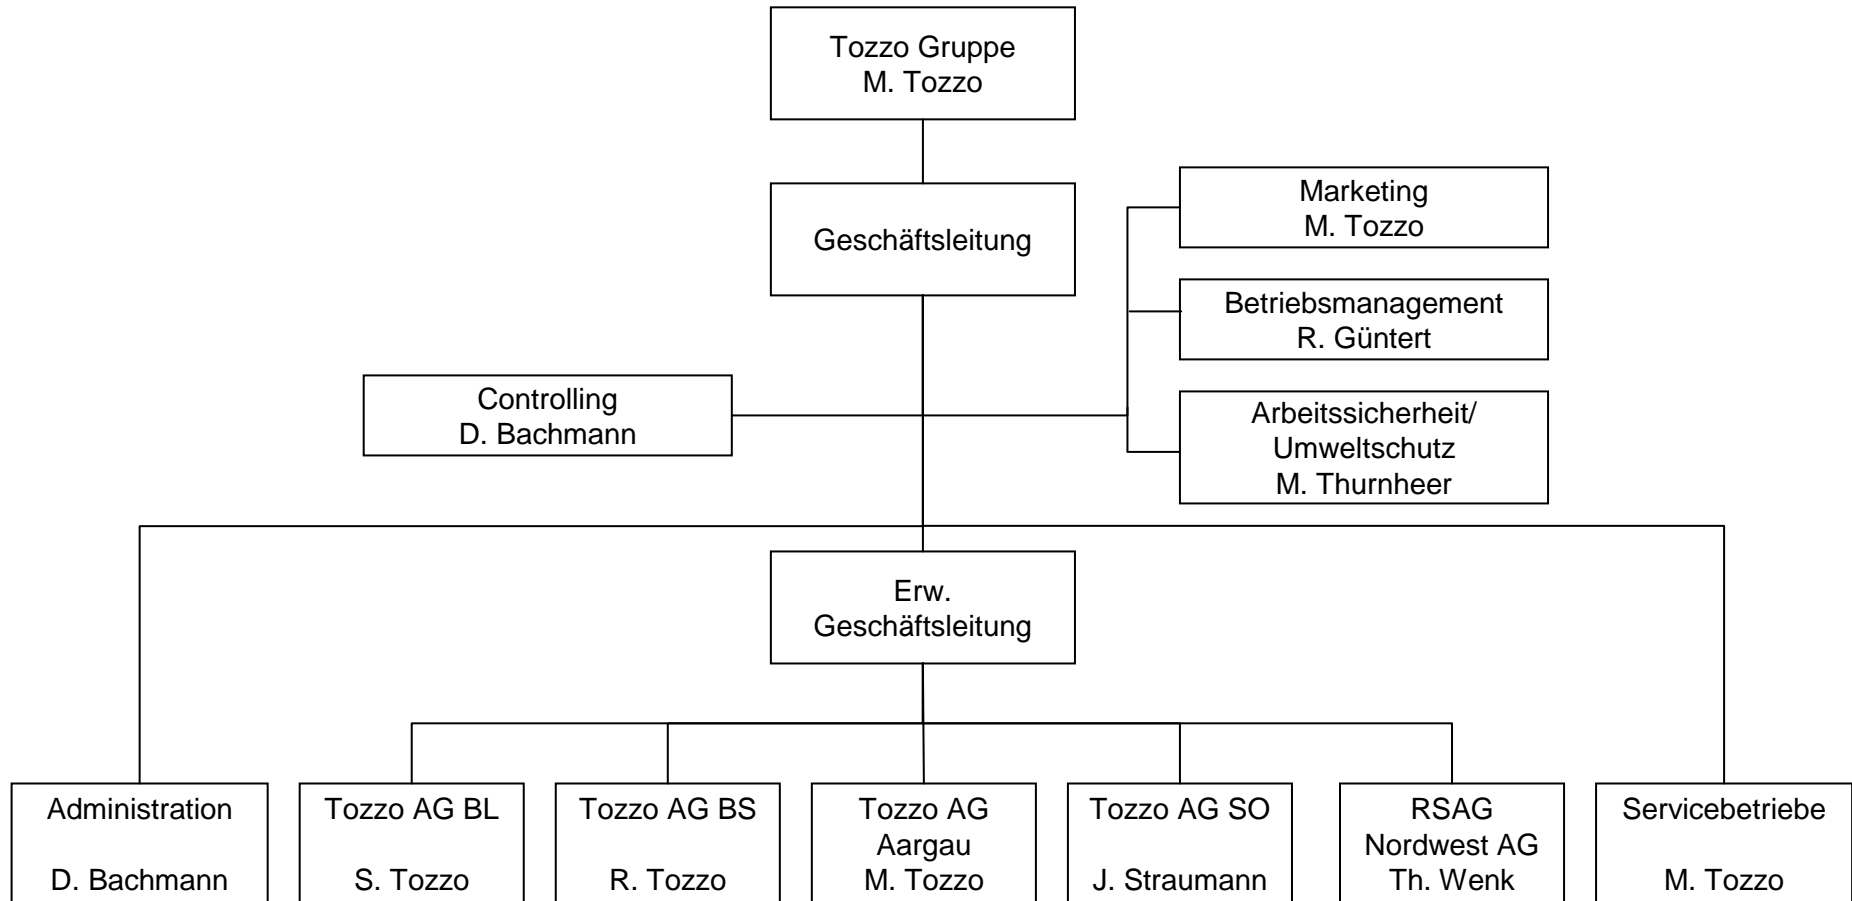 Tozzo Gruppe
M. Tozzo
Geschäftsleitung
Marketing
M. Tozzo
Betriebsmanagement
R. Güntert
Controlling
D. Bachmann
Arbeitssicherheit/
Umweltschutz
M. Thurnheer
Erw.
Geschäftsleitung
Administration
D. Bachmann
Tozzo AG BL
S. Tozzo
Tozzo AG BS
R. Tozzo
Tozzo AG
Aargau
M. Tozzo
Tozzo AG SO
J. Straumann
RSAG
Nordwest AG
Th. Wenk
Servicebetriebe
M. Tozzo